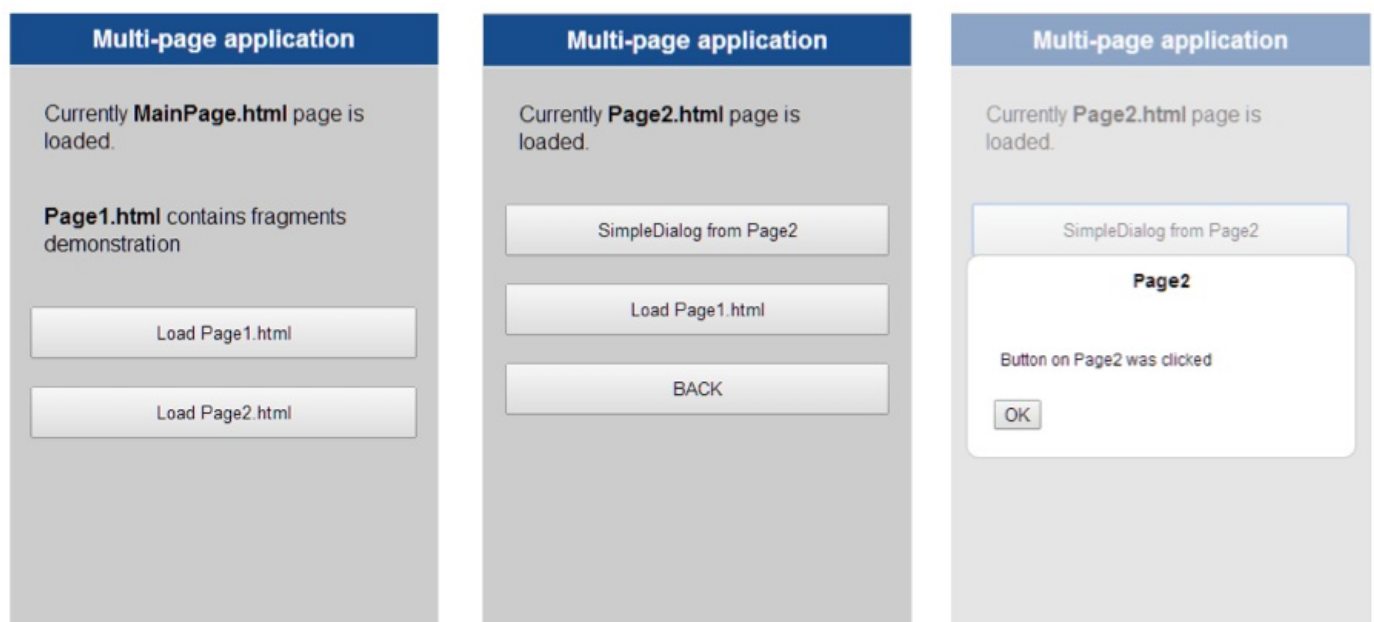 Multi-page application
Currently MainPage.html page is
loaded.
Page1.html contains fragments
demonstration
Load Page1.html
Load Page2.html
Multi-page application
Currently Page2.html page is
loaded.
SimpleDialog from Page2
Load Page1.html
BACK
Multi-page application
Currently Page2.html page is
loaded.
SimpleDialog from Page2
Page2
Button on Page2 was clicked
OK